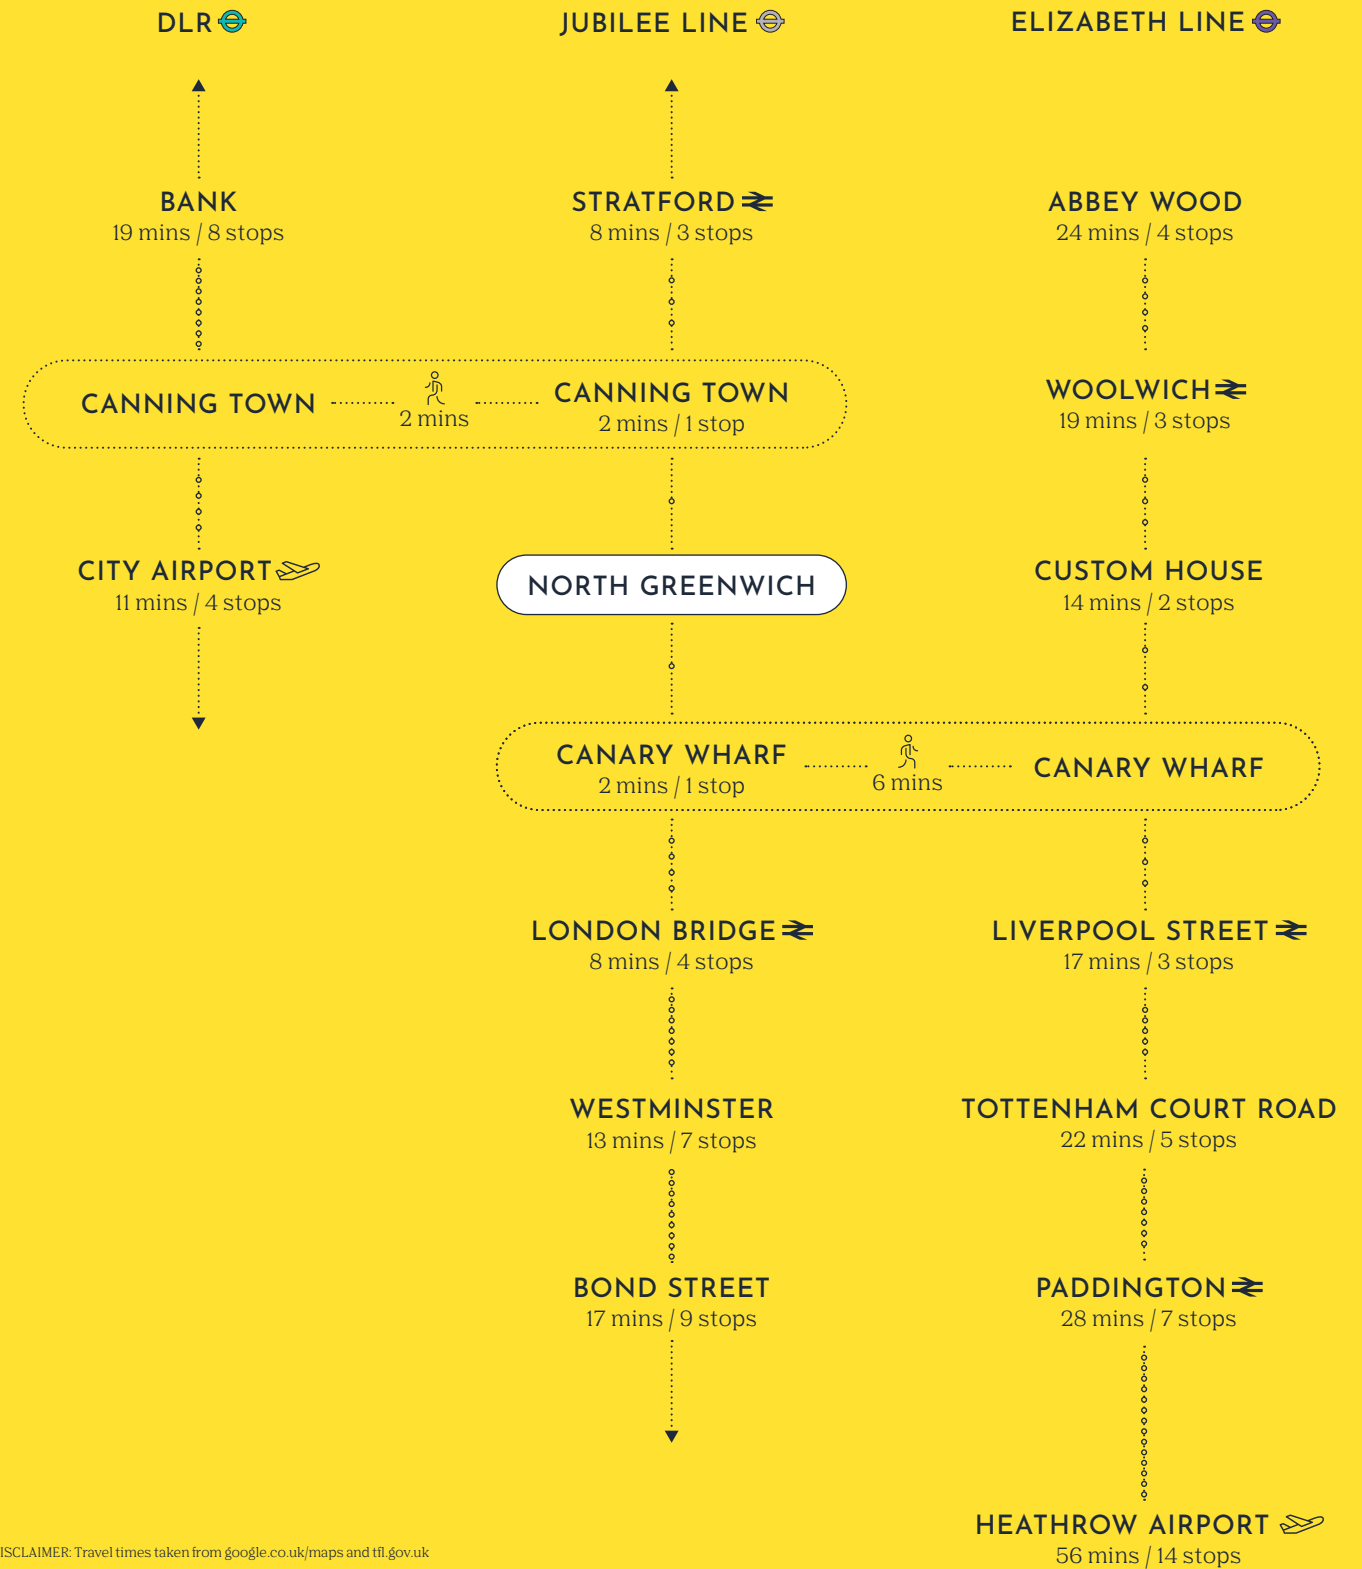 DLR
JUBILEE LINE
ELIZABETH LINE
BANK
19 mins / 8 stops
STRATFORD
8 mins / 3 stops
ABBEY WOOD
24 mins / 4 stops
CANNING TOWN
2 mins
CANNING TOWN
2 mins / 1 stop
WOOLWICH
19 mins / 3 stops
CITY AIRPORT
11 mins / 4 stops
NORTH GREENWICH
CUSTOM HOUSE
14 mins / 2 stops
CANARY WHARF
2 mins / 1 stop
6 mins
CANARY WHARF
LONDON BRIDGE
8 mins / 4 stops
LIVERPOOL STREET
17 mins / 3 stops
WESTMINSTER
13 mins / 7 stops
TOTTENHAM COURT ROAD
22 mins / 5 stops
BOND STREET
17 mins / 9 stops
PADDINGTON
28 mins / 7 stops
HEATHROW AIRPORT
56 mins / 14 stops
ISCLAIMER: Travel times taken from google.co.uk/maps and tfl.gov.uk